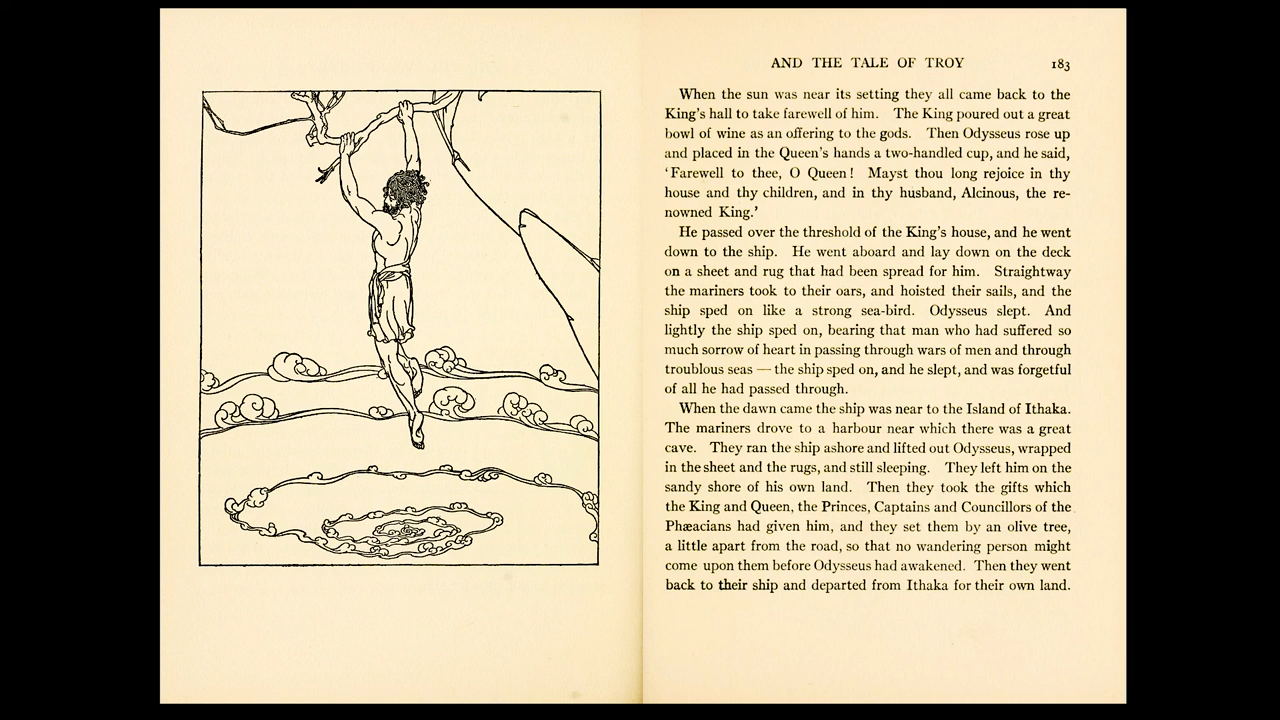 AND THE TALE OF TROY 183
When the sun was near its setting they all came back to the
King's hall to take farewell of him. The King poured out a great
bowl of wine as an offering to the gods. Then Odysseus rose up
and placed in the Queen's hands a two-handled cup, and he said,
'Farewell to thee, O Queen! Mayst thou long rejoice in thy
house and thy children, and in thy husband, Alcinous, the re-
nowned King.'
He passed over the threshold of the King's house, and he went
down to the ship. He went aboard and lay down on the deck
on a sheet and rug that had been spread for him. Straightway
the mariners took to their oars, and hoisted their sails, and the
ship sped on like a strong sea-bird. Odysseus slept. And
lightly the ship sped on, bearing that man who had suffered so
much sorrow of heart in passing through wars of men and through
troublous seas — the ship sped on, and he slept, and was forgetful
of all he had passed through.
When the dawn came the ship was near to the Island of Ithaka.
The mariners drove to a harbour near which there was a great
cave. They ran the ship ashore and lifted out Odysseus, wrapped
in the sheet and the rugs, and still sleeping. They left him on the
sandy shore of his own land. Then they took the gifts which
the King and Queen, the Princes, Captains and Councillors of the
Phæacians had given him, and they set them by an olive tree,
a little apart from the road, so that no wandering person might
come upon them before Odysseus had awakened. Then they went
back to their ship and departed from Ithaka for their own land.